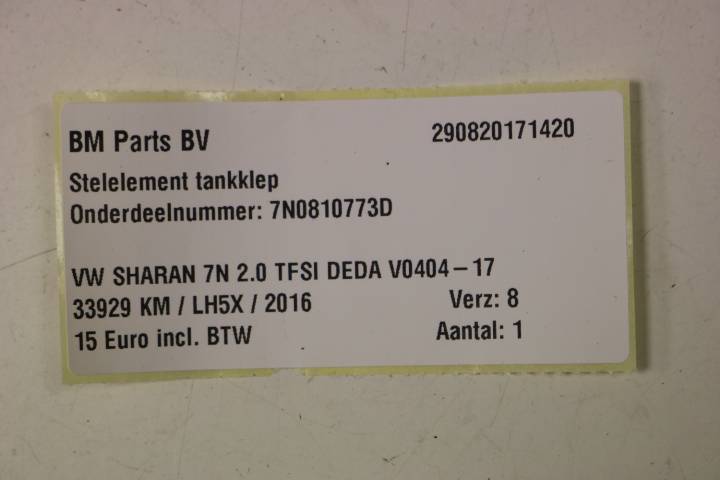 BM Parts BV 290820171420
Stelelement tankklep
Onderdeelnummer: 7N0810773D
VW SHARAN 7N 2.0 TFSI DEDA V0404-17
33929 KM / LH5X / 2016 Verz: 8
15 Euro incl. BTW Aantal: 1